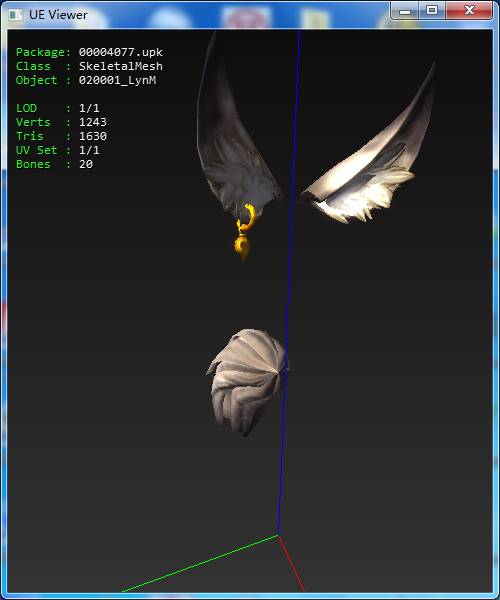 UE Viewer
Package: 00004077.upk
Class : SkeletalMesh
Object : 020001_LynM
LOD : 1/1
Verts : 1243
Tris : 1630
UV Set : 1/1
Bones : 20